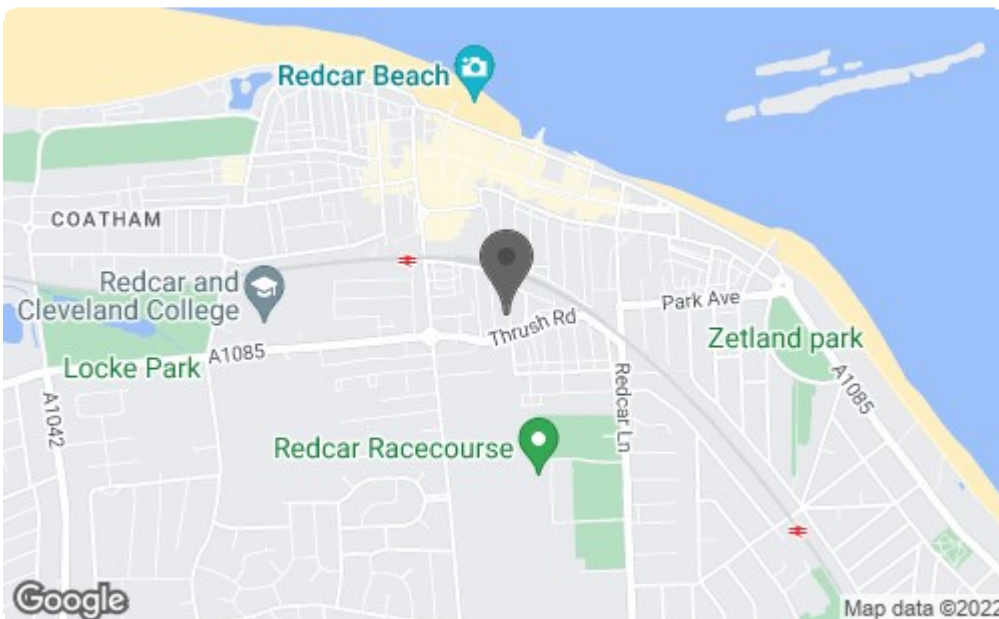 Redcar Beach
COATHAM
Redcar and
Cleveland College
Park Ave
Thrush Rd
Zetland park
A1085
Locke Park
A1085
Redcar Ln
A1042
Redcar Racecourse
Google
Map data ©2022